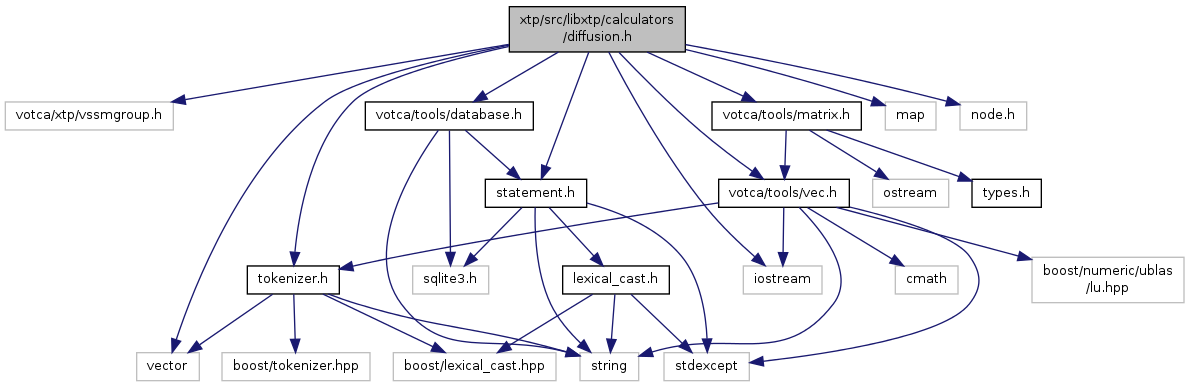 xtp/src/libxtp/calculators
/diffusion.h
votca/xtp/vssmgroup.h
votca/tools/database.h
votca/tools/matrix.h
map
node.h
statement.h
votca/tools/vec.h
ostream
types.h
tokenizer.h
sqlite3.h
lexical_cast.h
iostream
cmath
boost/numeric/ublas
/lu.hpp
vector
boost/tokenizer.hpp
boost/lexical_cast.hpp
string
stdexcept